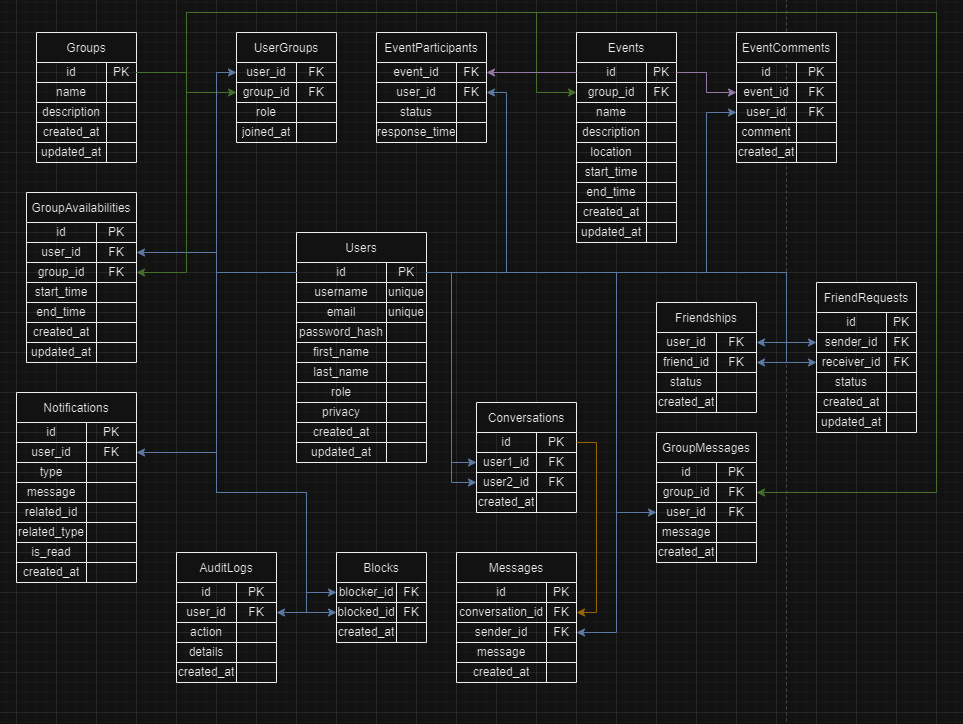 Groups
id PK
name
description
created_at
updated_at
UserGroups
user_id FK
group_id FK
role
joined_at
EventParticipants
event_id FK
user_id FK
status
response_time
Events
id PK
group_id FK
name
description
location
start_time
end_time
created_at
updated_at
EventComments
id PK
event_id FK
user_id FK
comment
created_at
GroupAvailabilities
id PK
user_id FK
group_id FK
start_time
end_time
created_at
updated_at
Users
id PK
username unique
email unique
password_hash
first_name
last_name
role
privacy
created_at
updated_at
Friendships
user_id FK
friend_id FK
status
created_at
FriendRequests
id PK
sender_id FK
receiver_id FK
status
created_at
updated_at
Notifications
id PK
user_id FK
type
message
related_id
related_type
is_read
created_at
Conversations
id PK
user1_id FK
user2_id FK
created_at
GroupMessages
id PK
group_id FK
user_id FK
message
created_at
AuditLogs
id PK
user_id FK
action
details
created_at
Blocks
blocker_id FK
blocked_id FK
created_at
Messages
id PK
conversation_id FK
sender_id FK
message
created_at